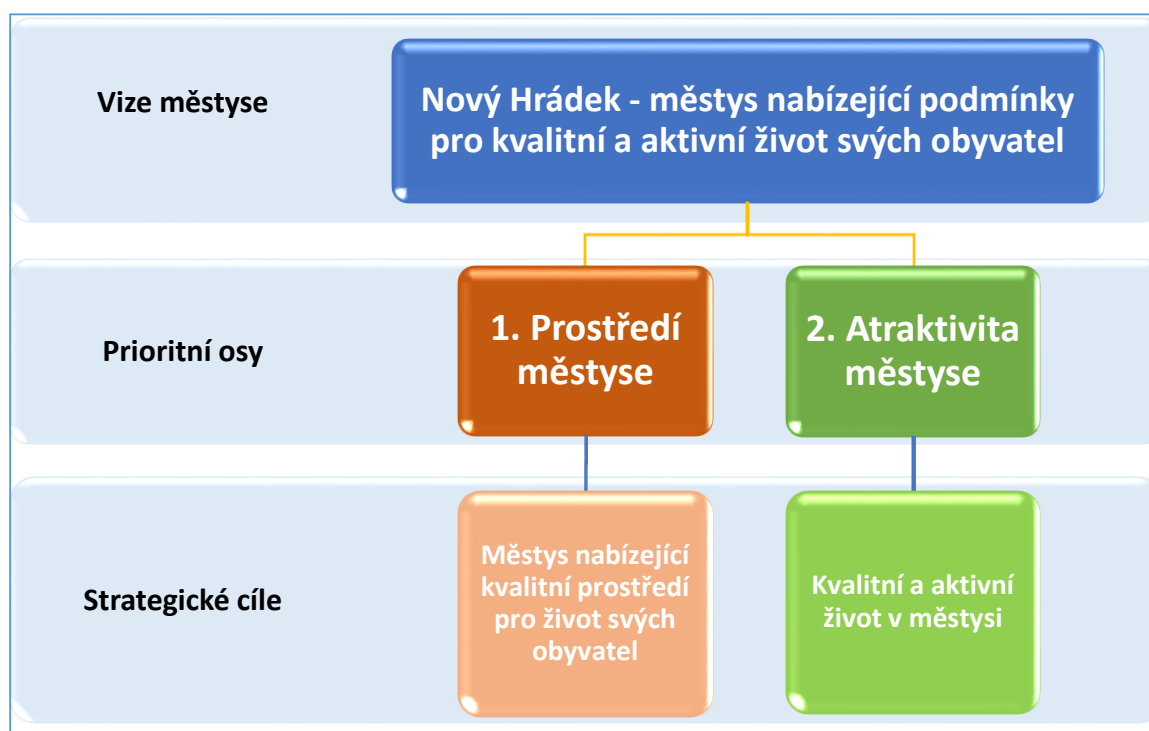 Vize městyse
Nový Hrádek - městys nabízející podmínky
pro kvalitní a aktivní život svých obyvatel
Prioritní osy
1. Prostředí
městyse
2. Atraktivita
městyse
Strategické cíle
Městys nabízející
kvalitní prostředí
pro život svých
obyvatel
Kvalitní a aktivní
život v městysi